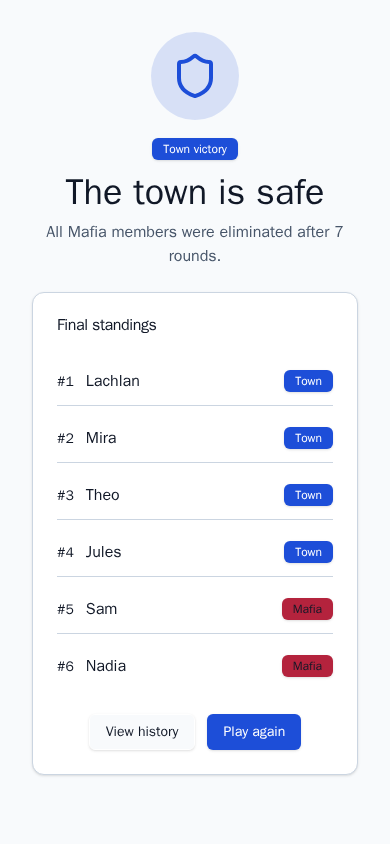 Town victory
The town is safe
All Mafia members were eliminated after 7
rounds.
Final standings
#1 Lachlan Town
#2 Mira Town
#3 Theo Town
#4 Jules Town
#5 Sam Mafia
#6 Nadia Mafia
View history Play again